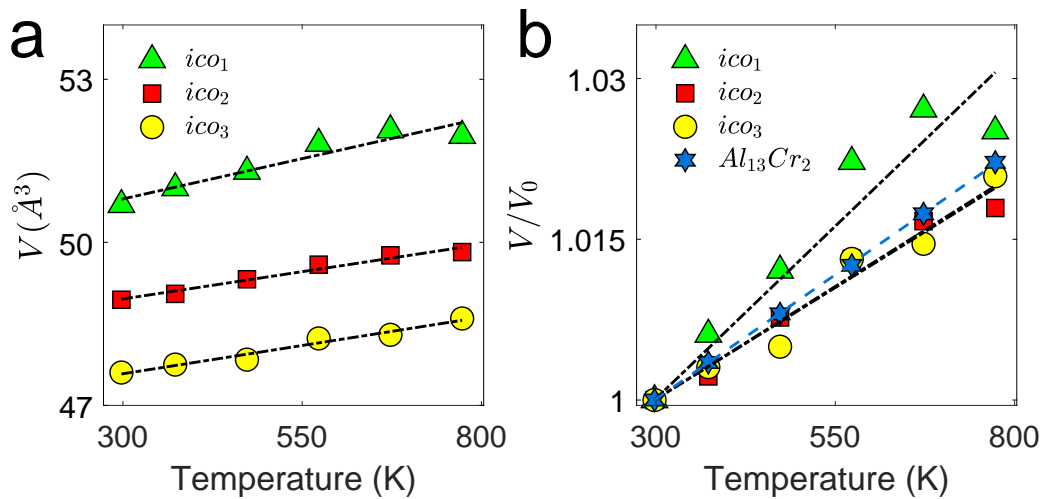 a
ico₁
ico₂
ico₃
V(Å³)
53
50
47
300 550 800
Temperature (K)
b
ico₁
ico₂
ico₃
Al₁₃Cr₂
V/V₀
1.03
1.015
1
300 550 800
Temperature (K)